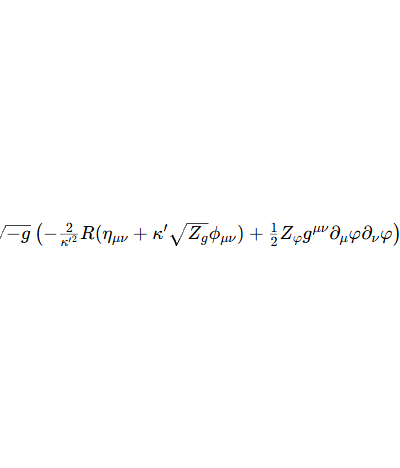 √−g (−2/κ′² R(η_μν + κ′√Z_g ϕ_μν) + 1/2 Z_φ g^μν ∂_μφ∂_νφ)